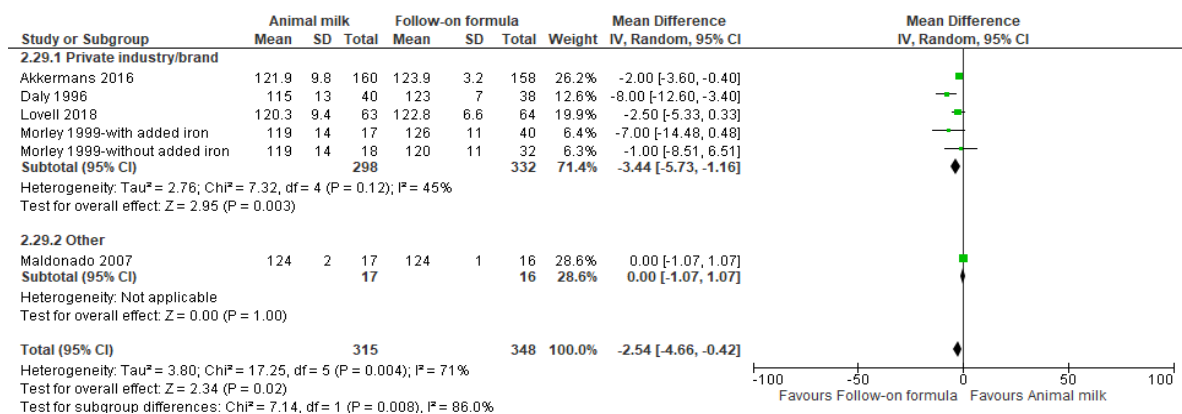 Animal milk Follow-on formula Mean Difference Mean Difference
Study or Subgroup Mean SD Total Mean SD Total Weight IV, Random, 95% CI IV, Random, 95% CI
2.29.1 Private industry/brand
Akkermans 2016 121.9 9.8 160 123.9 3.2 158 26.2% -2.00 [-3.60, -0.40]
Daly 1996 115 13 40 123 7 38 12.6% -8.00 [-12.60, -3.40]
Lovell 2018 120.3 9.4 63 122.8 6.6 64 19.9% -2.50 [-5.33, 0.33]
Morley 1999-with added iron 119 14 17 126 11 40 6.4% -7.00 [-14.48, 0.48]
Morley 1999-without added iron 119 14 18 120 11 32 6.3% -1.00 [-8.51, 6.51]
Subtotal (95% CI) 298 332 71.4% -3.44 [-5.73, -1.16]
Heterogeneity: Tau² = 2.76; Chi² = 7.32, df = 4 (P = 0.12); I² = 45%
Test for overall effect: Z = 2.95 (P = 0.003)
2.29.2 Other
Maldonado 2007 124 2 17 124 1 16 28.6% 0.00 [-1.07, 1.07]
Subtotal (95% CI) 17 16 28.6% 0.00 [-1.07, 1.07]
Heterogeneity: Not applicable
Test for overall effect: Z = 0.00 (P = 1.00)
Total (95% CI) 315 348 100.0% -2.54 [-4.66, -0.42]
Heterogeneity: Tau² = 3.80; Chi² = 17.25, df = 5 (P = 0.004); I² = 71%
Test for overall effect: Z = 2.34 (P = 0.02)
Test for subgroup differences: Chi² = 7.14, df = 1 (P = 0.008), I² = 86.0%
-100 -50 0 50 100
Favours Follow-on formula Favours Animal milk